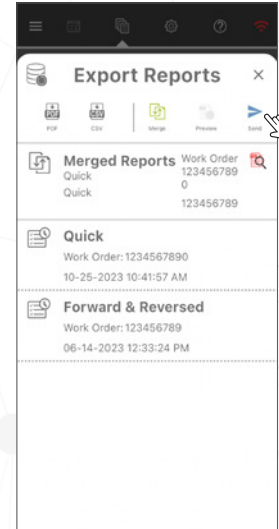 Export Reports ×
PDF CSV Merge Preview Send
Merged Reports Work Order
Quick 123456789
Quick 0
123456789
Quick
Work Order: 1234567890
10-25-2023 10:41:57 AM
Forward & Reversed
Work Order: 123456789
06-14-2023 12:33:24 PM